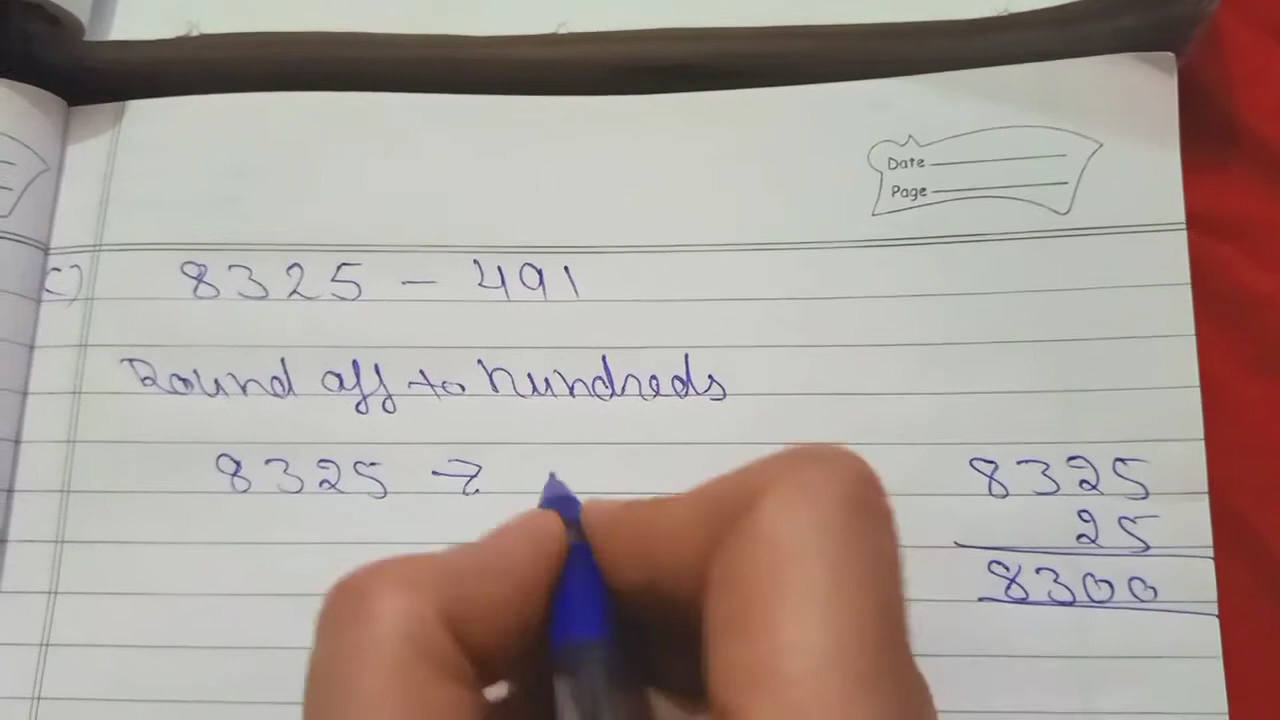 Date
Page
c) 8325 - 491
Round off to hundreds
8325 →
8325
25
8300